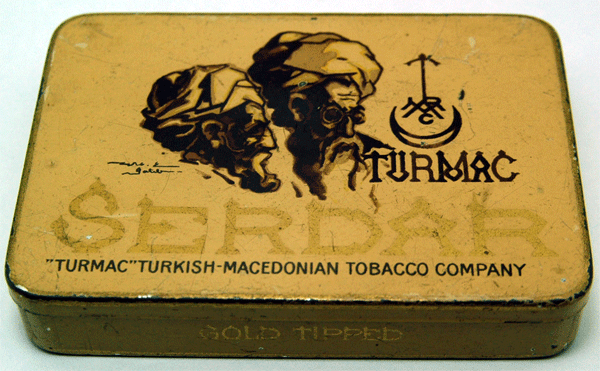 TURMAC
SERDAR
"TURMAC" TURKISH-MACEDONIAN TOBACCO COMPANY
GOLD TIPPED